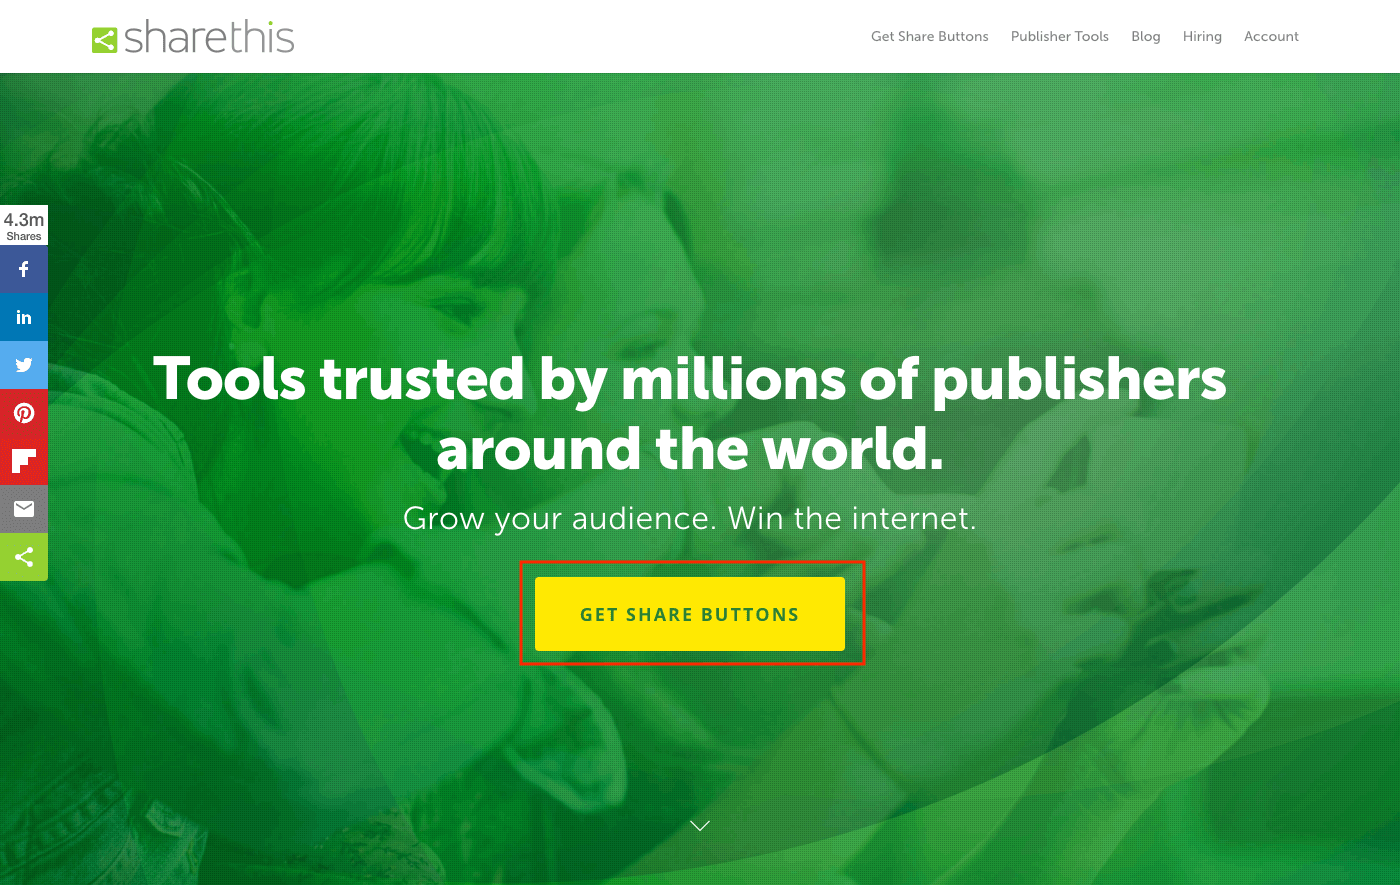 sharethis
Get Share Buttons Publisher Tools Blog Hiring Account
4.3m
Shares
Tools trusted by millions of publishers
around the world.
Grow your audience. Win the internet.
GET SHARE BUTTONS